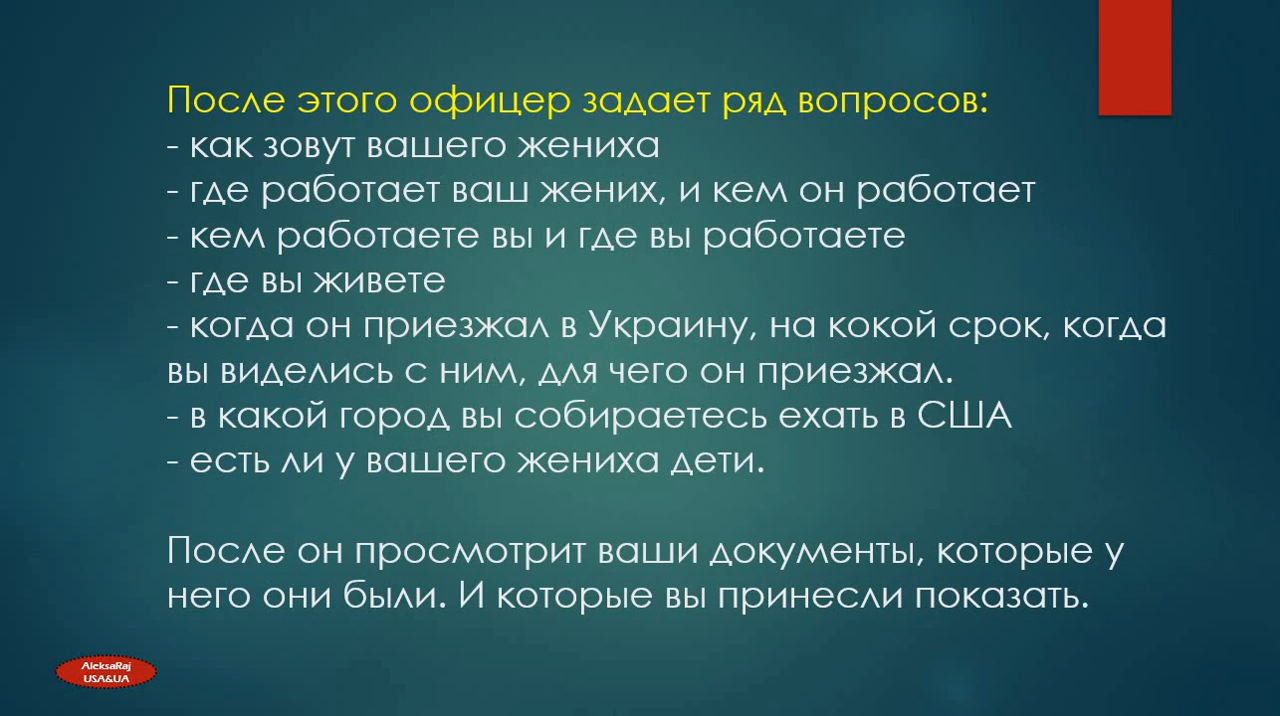 После этого офицер задает ряд вопросов:
- как зовут вашего жениха
- где работает ваш жених, и кем он работает
- кем работаете вы и где вы работаете
- где вы живете
- когда он приезжал в Украину, на кокой срок, когда
вы виделись с ним, для чего он приезжал.
- в какой город вы собираетесь ехать в США
- есть ли у вашего жениха дети.
После он просмотрит ваши документы, которые у
него они были. И которые вы принесли показать.
AleksaRaj
USA&UA